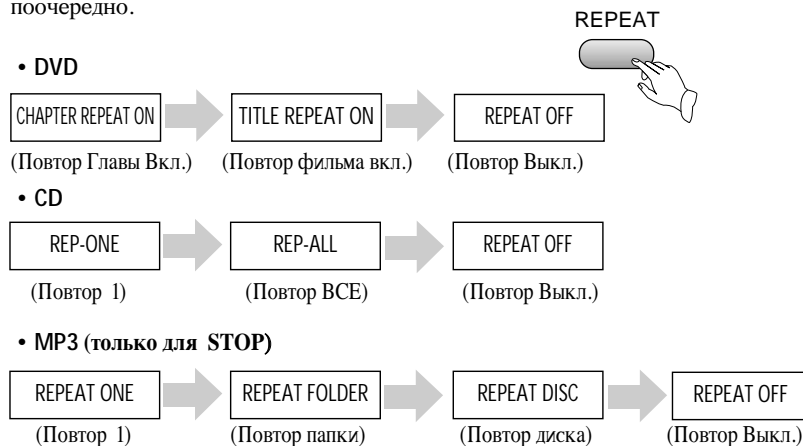 поочередно.
REPEAT
• DVD
CHAPTER REPEAT ON TITLE REPEAT ON REPEAT OFF
(Повтор Главы Вкл.) (Повтор фильма вкл.) (Повтор Выкл.)
• CD
REP-ONE REP-ALL REPEAT OFF
(Повтор 1) (Повтор ВСЕ) (Повтор Выкл.)
• MP3 (только для STOP)
REPEAT ONE REPEAT FOLDER REPEAT DISC REPEAT OFF
(Повтор 1) (Повтор папки) (Повтор диска) (Повтор Выкл.)